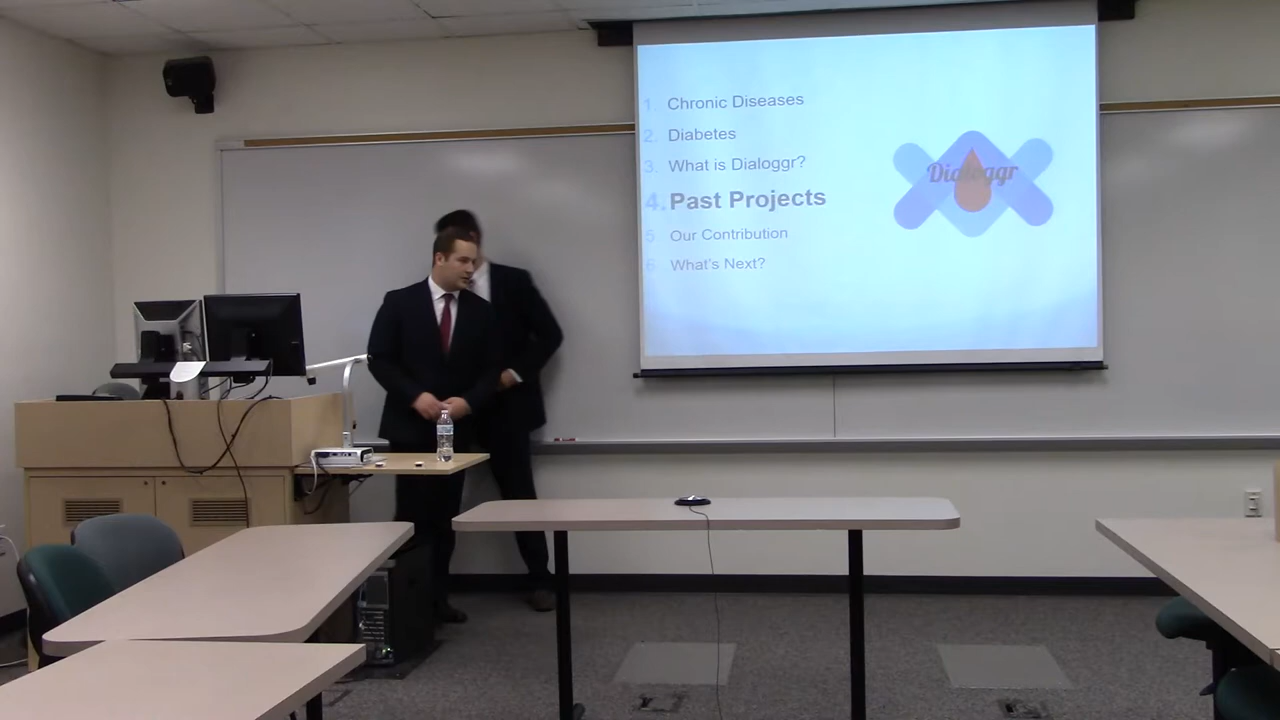 1. Chronic Diseases
2. Diabetes
3. What is Dialoggr?
4. Past Projects
5. Our Contribution
6. What's Next?
Dialoggr